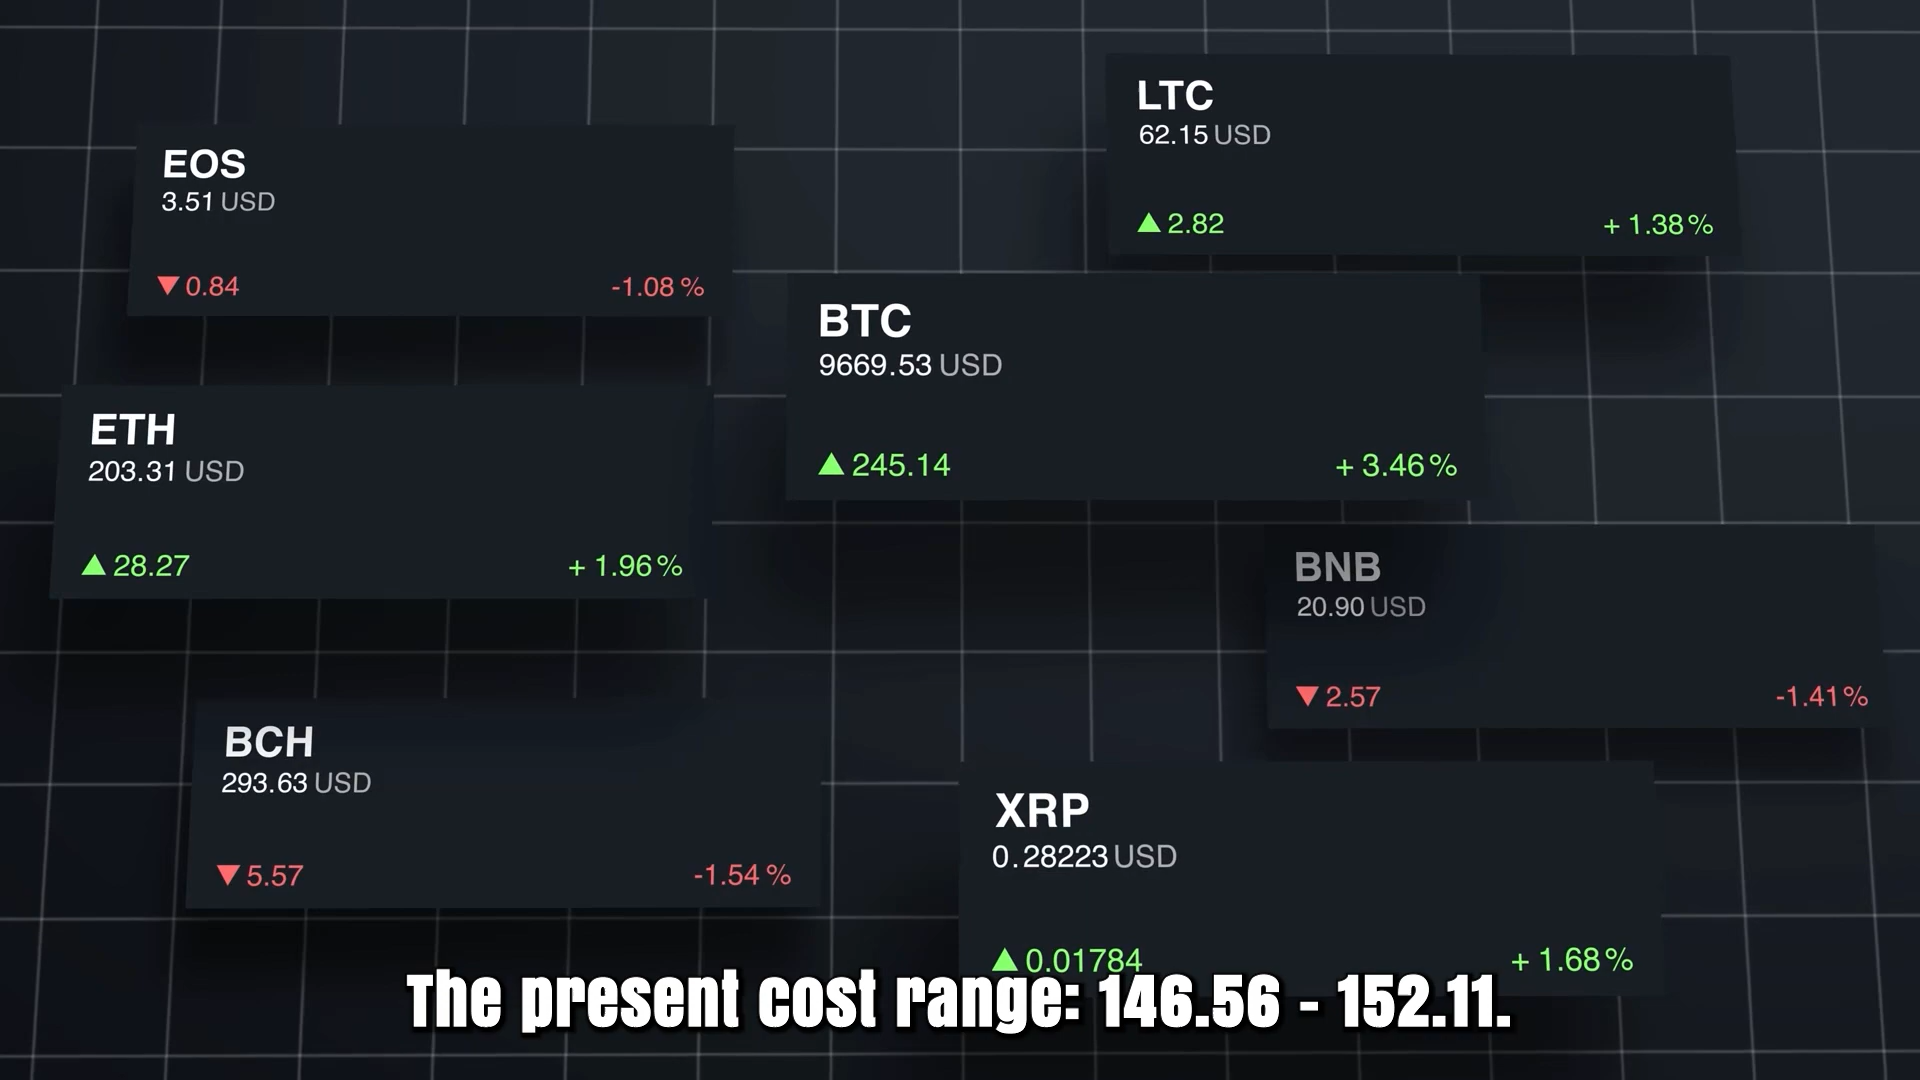 LTC
62.15 USD
▲ 2.82 + 1.38%
EOS
3.51 USD
▼ 0.84 -1.08 %
BTC
9669.53 USD
▲ 245.14 + 3.46%
ETH
203.31 USD
▲ 28.27 + 1.96%
BNB
20.90 USD
▼ 2.57 -1.41%
BCH
293.63 USD
▼ 5.57 -1.54 %
XRP
0.28223 USD
▲ 0.01784 + 1.68%
The present cost range: 146.56 - 152.11.